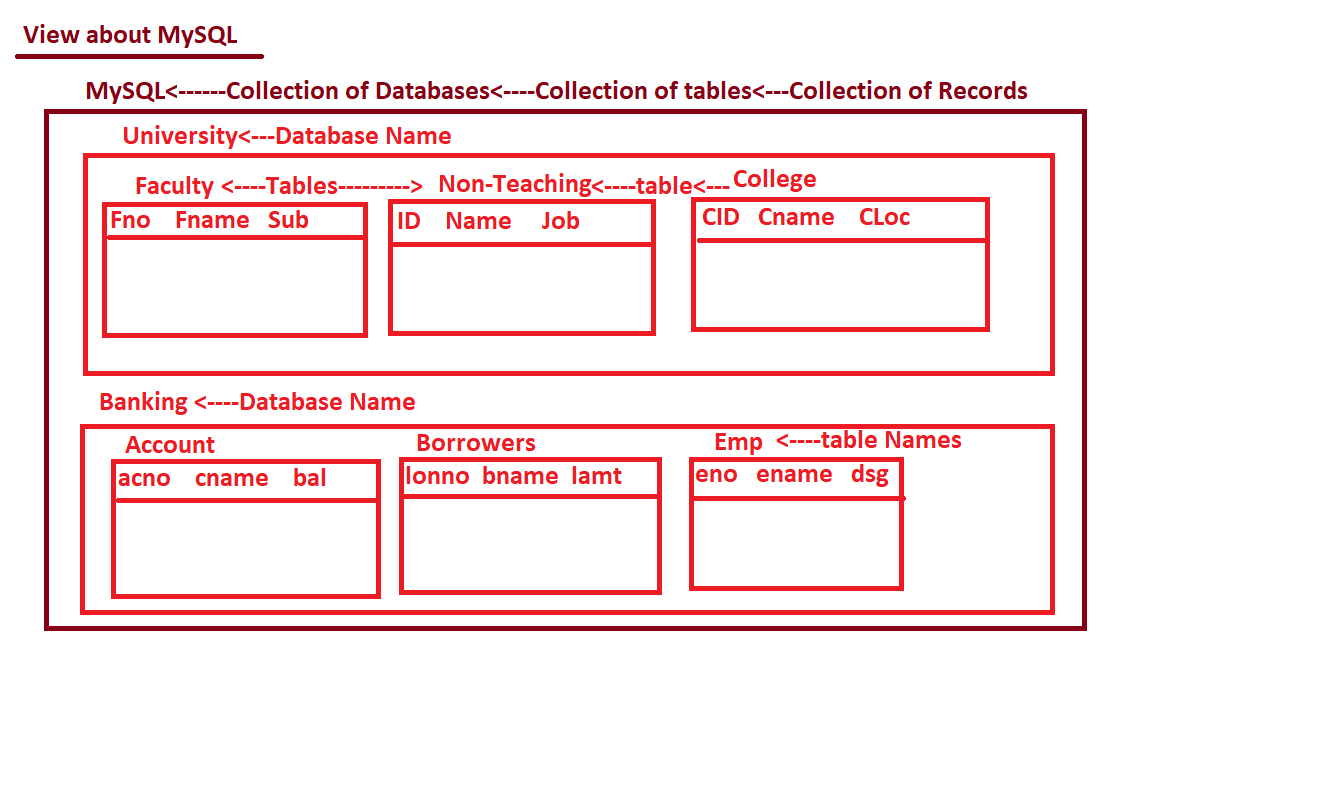 View about MySQL
MySQL<------Collection of Databases<----Collection of tables<---Collection of Records
University<---Database Name
Faculty <----Tables---------> Non-Teaching<----table<---College
Fno Fname Sub ID Name Job CID Cname CLoc
Banking <----Database Name
Account Borrowers Emp <----table Names
acno cname bal lonno bname lamt eno ename dsg